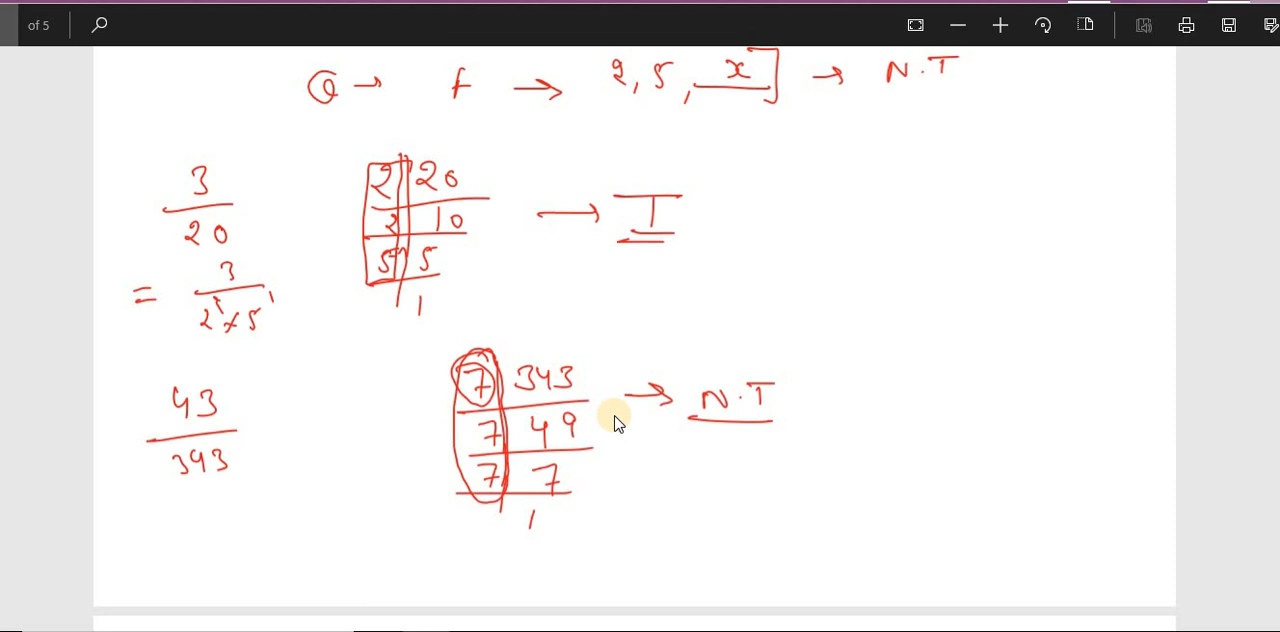 of 5
Q → f → 2, 5, x] → N.T
3/20
2 | 20
2 | 10
5 | 5
1
→ T
= 3/2¹×5¹
43/343
7 | 343
7 | 49
7 | 7
1
→ N.T